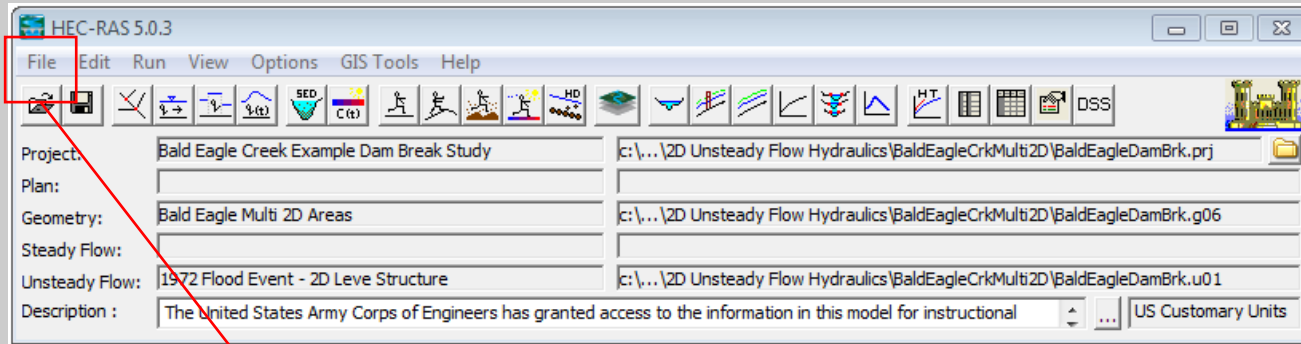 HEC-RAS 5.0.3
File Edit Run View Options GIS Tools Help
SED C(t) HD HT DSS
Project: Bald Eagle Creek Example Dam Break Study c:\...\2D Unsteady Flow Hydraulics\BaldEagleCrkMulti2D\BaldEagleDamBrk.prj
Plan:
Geometry: Bald Eagle Multi 2D Areas c:\...\2D Unsteady Flow Hydraulics\BaldEagleCrkMulti2D\BaldEagleDamBrk.g06
Steady Flow:
Unsteady Flow: 1972 Flood Event - 2D Leve Structure c:\...\2D Unsteady Flow Hydraulics\BaldEagleCrkMulti2D\BaldEagleDamBrk.u01
Description : The United States Army Corps of Engineers has granted access to the information in this model for instructional ... US Customary Units